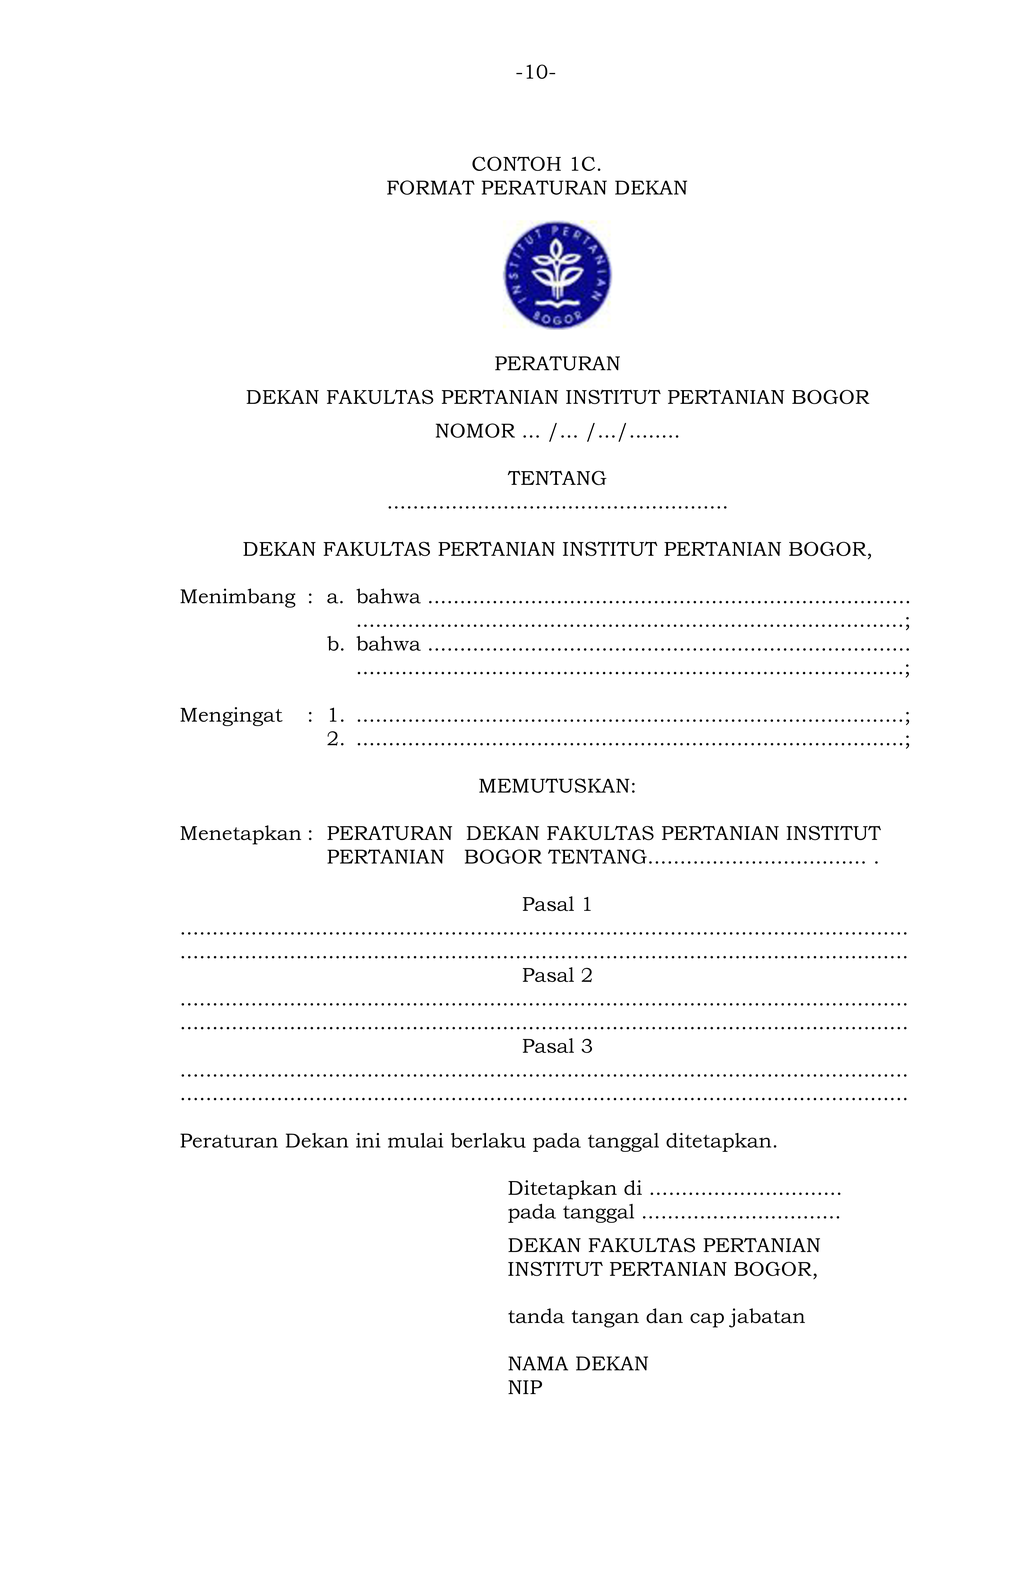 -10-
CONTOH 1C.
FORMAT PERATURAN DEKAN
INSTITUT PERTANIAN
BOGOR
PERATURAN
DEKAN FAKULTAS PERTANIAN INSTITUT PERTANIAN BOGOR
NOMOR ... /... /.../........
TENTANG
.....................................................
DEKAN FAKULTAS PERTANIAN INSTITUT PERTANIAN BOGOR,
Menimbang : a. bahwa ...........................................................................
.....................................................................................;
b. bahwa ...........................................................................
.....................................................................................;
Mengingat : 1. .....................................................................................;
2. .....................................................................................;
MEMUTUSKAN:
Menetapkan : PERATURAN DEKAN FAKULTAS PERTANIAN INSTITUT
PERTANIAN BOGOR TENTANG.................................. .
Pasal 1
.................................................................................................................
.................................................................................................................
Pasal 2
.................................................................................................................
.................................................................................................................
Pasal 3
.................................................................................................................
.................................................................................................................
Peraturan Dekan ini mulai berlaku pada tanggal ditetapkan.
Ditetapkan di ..............................
pada tanggal ...............................
DEKAN FAKULTAS PERTANIAN
INSTITUT PERTANIAN BOGOR,
tanda tangan dan cap jabatan
NAMA DEKAN
NIP